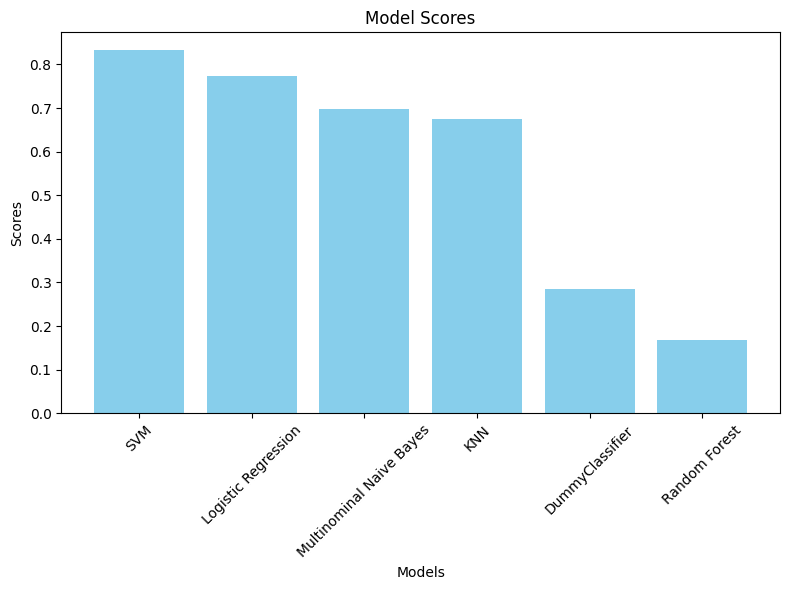 Model Scores
Scores
0.8
0.7
0.6
0.5
0.4
0.3
0.2
0.1
0.0
SVM
Logistic Regression
Multinominal Naive Bayes
KNN
DummyClassifier
Random Forest
Models